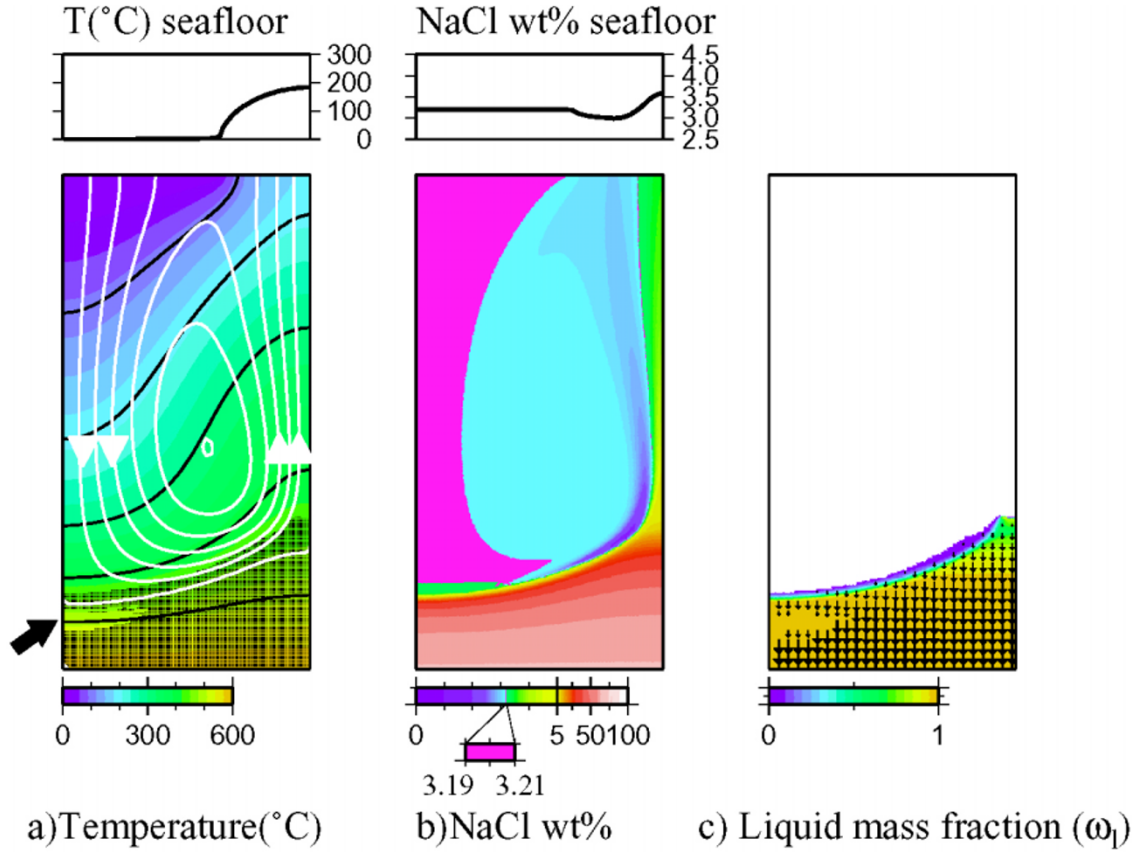 T(˚C) seafloor NaCl wt% seafloor
300
200
100
0
4.5
4.0
3.5
3.0
2.5
0 300 600
0 5 50 100
0 1
3.19 3.21
a)Temperature(˚C) b)NaCl wt% c) Liquid mass fraction (ωl)